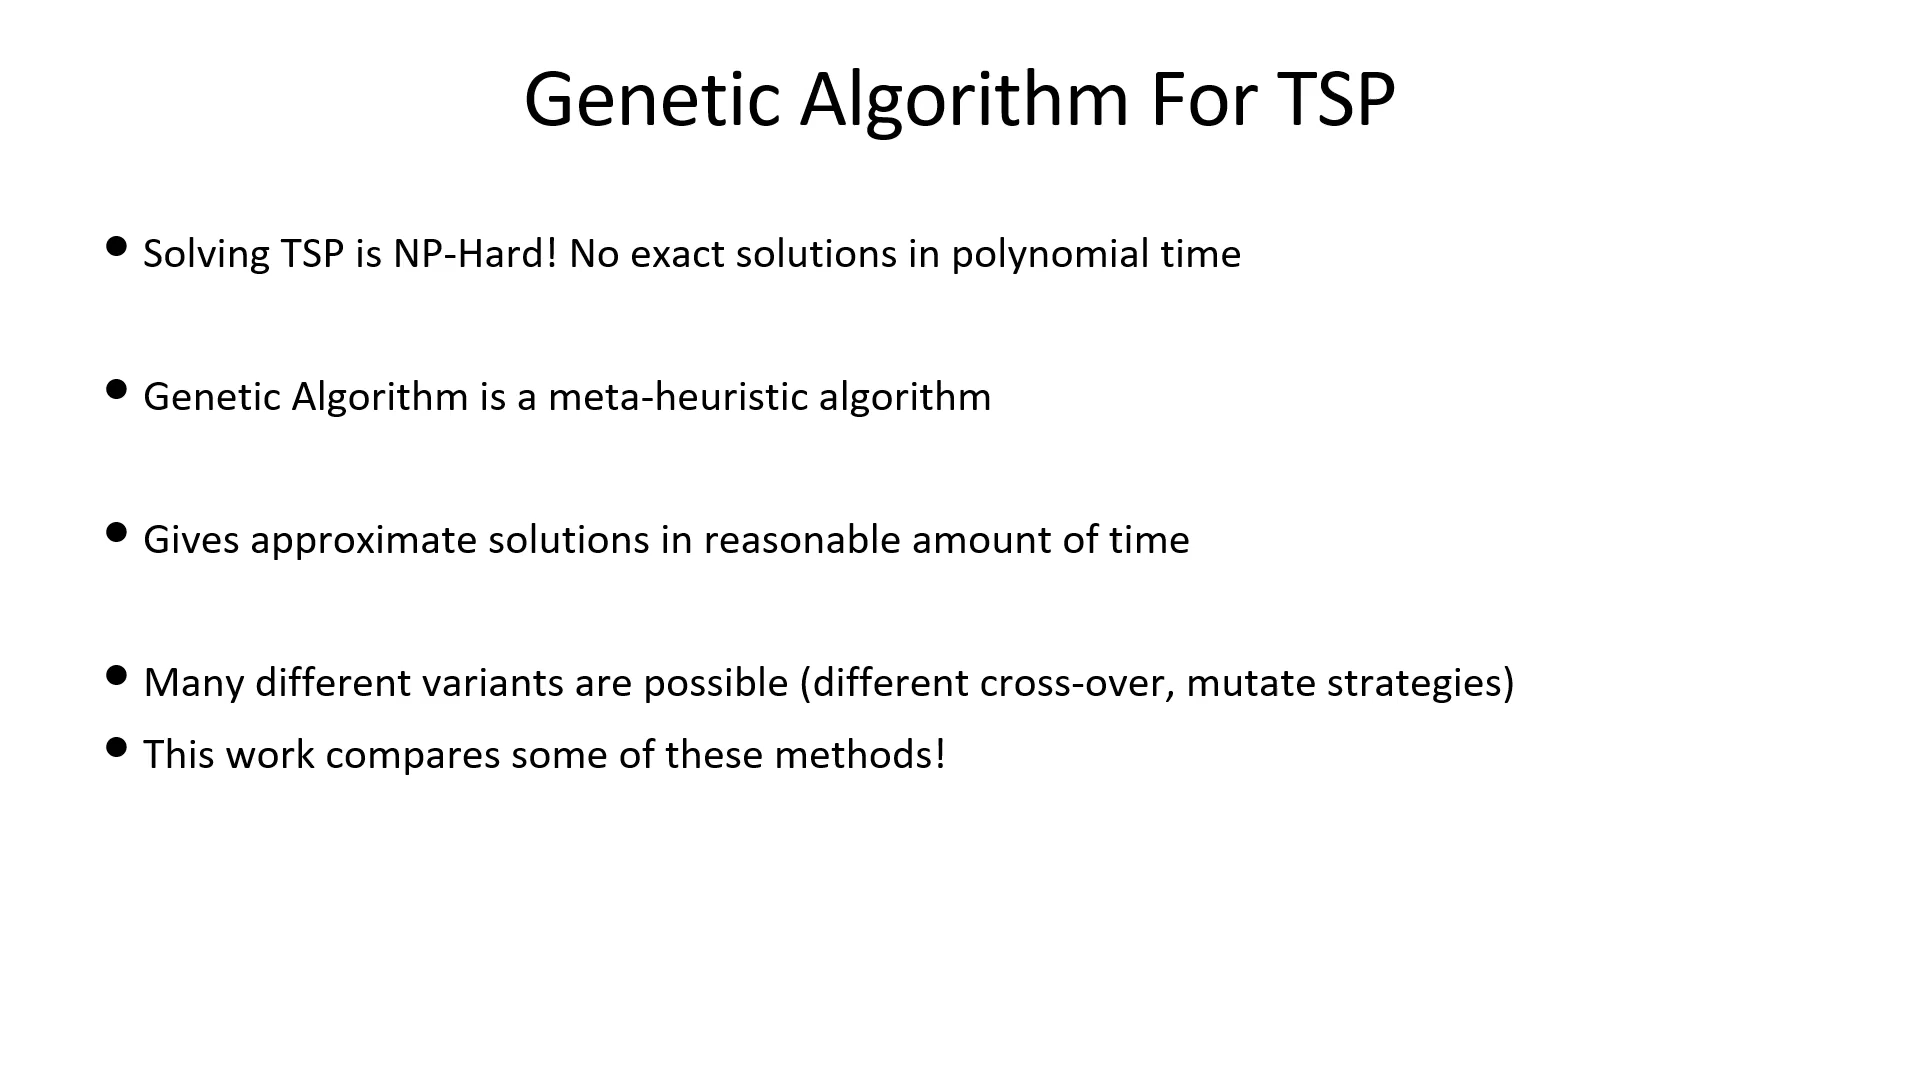 Genetic Algorithm For TSP
• Solving TSP is NP-Hard! No exact solutions in polynomial time
• Genetic Algorithm is a meta-heuristic algorithm
• Gives approximate solutions in reasonable amount of time
• Many different variants are possible (different cross-over, mutate strategies)
• This work compares some of these methods!